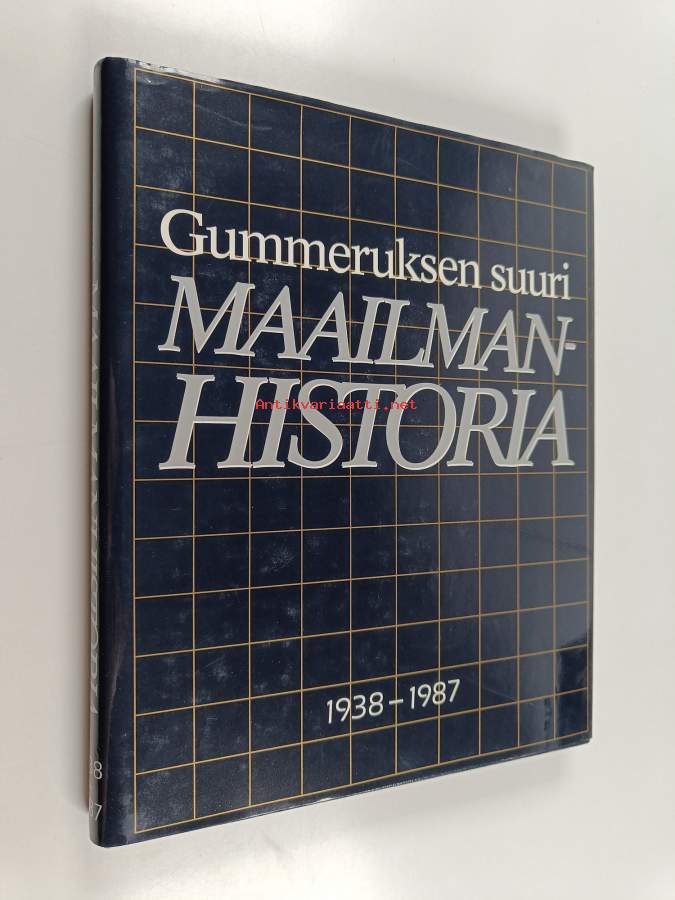 Gummeruksen suuri
MAAILMAN-
HISTORIA
Antikvariaatti.net
1938–1987